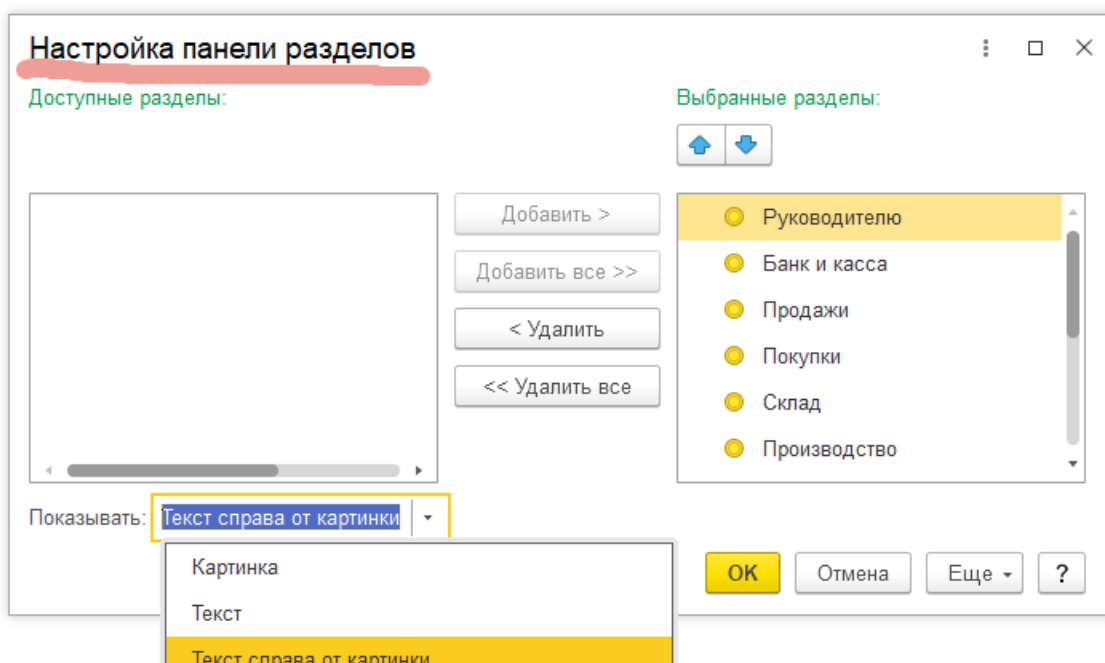 Настройка панели разделов
Доступные разделы:
Выбранные разделы:
Добавить >
Добавить все >>
< Удалить
<< Удалить все
Руководителю
Банк и касса
Продажи
Покупки
Склад
Производство
Показывать: Текст справа от картинки
Картинка
Текст
Текст справа от картинки
OK Отмена Еще ?